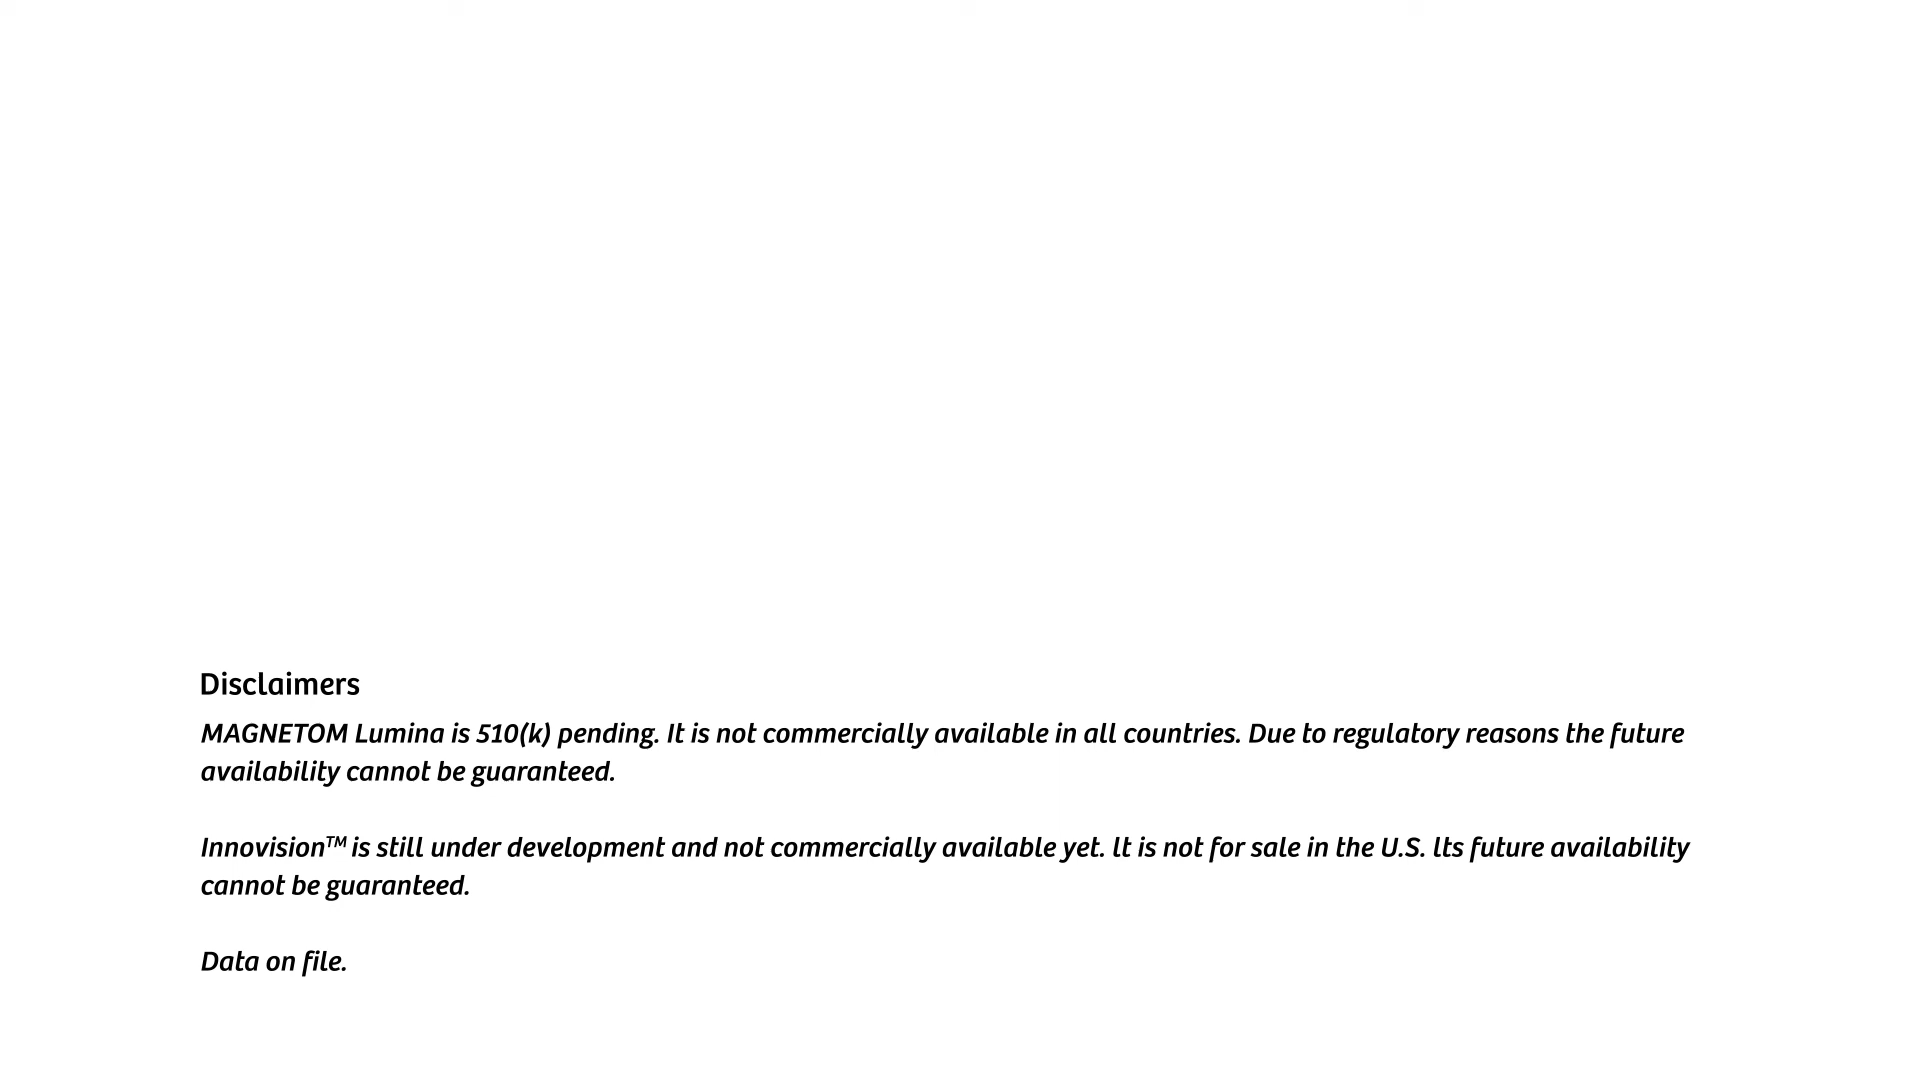 Disclaimers
MAGNETOM Lumina is 510(k) pending. It is not commercially available in all countries. Due to regulatory reasons the future
availability cannot be guaranteed.
Innovision™ is still under development and not commercially available yet. lt is not for sale in the U.S. lts future availability
cannot be guaranteed.
Data on file.